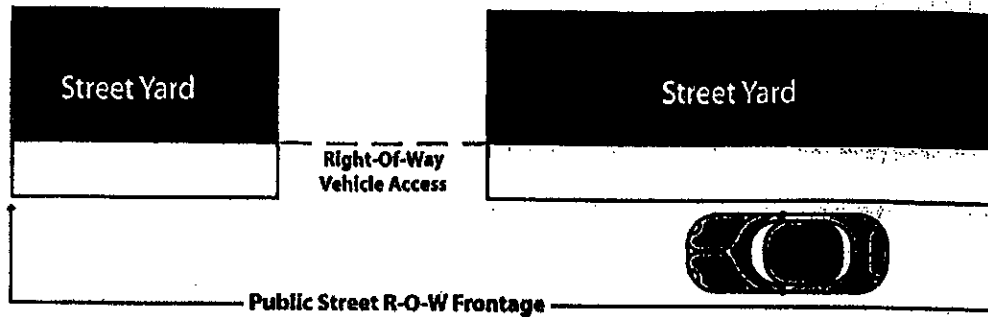 Street Yard
Street Yard
Right-Of-Way
Vehicle Access
Public Street R-O-W Frontage